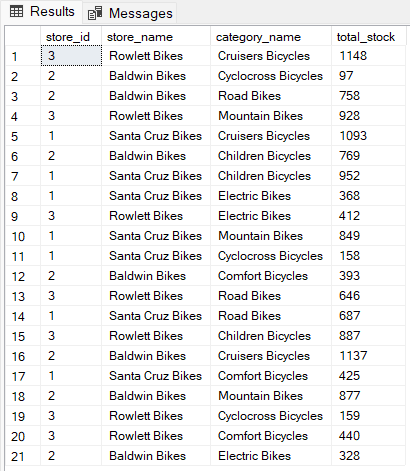 Results Messages
store_id store_name category_name total_stock
1 3 Rowlett Bikes Cruisers Bicycles 1148
2 2 Baldwin Bikes Cyclocross Bicycles 97
3 2 Baldwin Bikes Road Bikes 758
4 3 Rowlett Bikes Mountain Bikes 928
5 1 Santa Cruz Bikes Cruisers Bicycles 1093
6 2 Baldwin Bikes Children Bicycles 769
7 1 Santa Cruz Bikes Children Bicycles 952
8 1 Santa Cruz Bikes Electric Bikes 368
9 3 Rowlett Bikes Electric Bikes 412
10 1 Santa Cruz Bikes Mountain Bikes 849
11 1 Santa Cruz Bikes Cyclocross Bicycles 158
12 2 Baldwin Bikes Comfort Bicycles 393
13 3 Rowlett Bikes Road Bikes 646
14 1 Santa Cruz Bikes Road Bikes 687
15 3 Rowlett Bikes Children Bicycles 887
16 2 Baldwin Bikes Cruisers Bicycles 1137
17 1 Santa Cruz Bikes Comfort Bicycles 425
18 2 Baldwin Bikes Mountain Bikes 877
19 3 Rowlett Bikes Cyclocross Bicycles 159
20 3 Rowlett Bikes Comfort Bicycles 440
21 2 Baldwin Bikes Electric Bikes 328